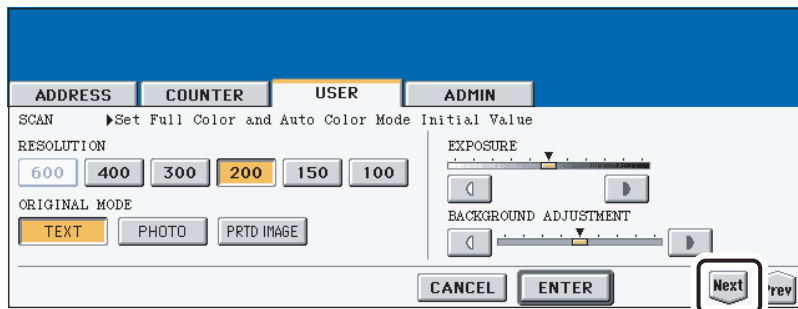 ADDRESS COUNTER USER ADMIN
SCAN ▶Set Full Color and Auto Color Mode Initial Value
RESOLUTION
600 400 300 200 150 100
ORIGINAL MODE
TEXT PHOTO PRTD IMAGE
EXPOSURE
BACKGROUND ADJUSTMENT
CANCEL ENTER Next Prev